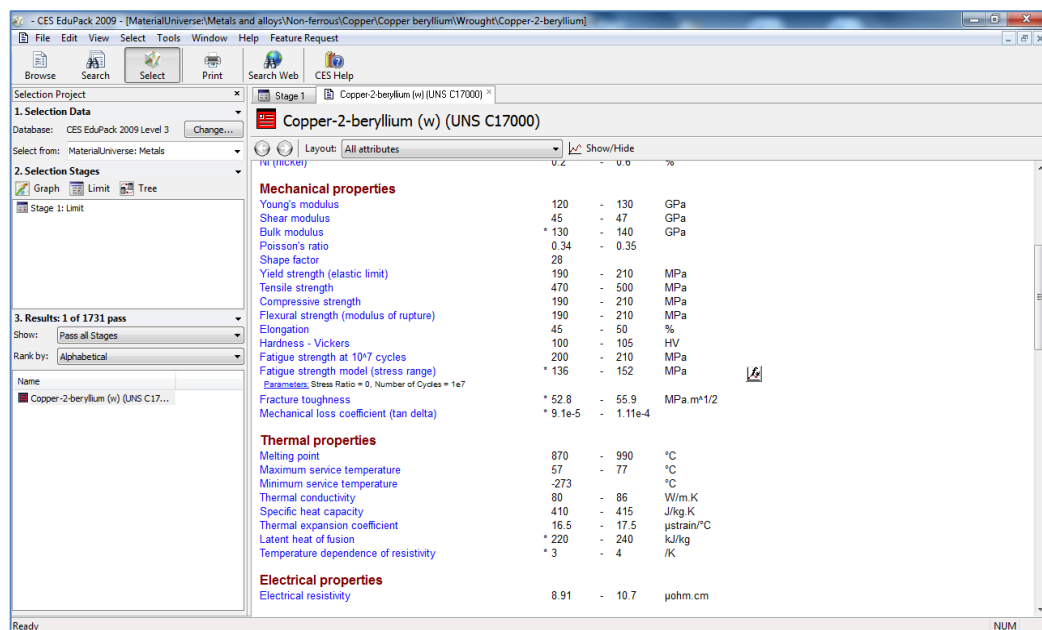 - CES EduPack 2009 - [MaterialUniverse:\Metals and alloys\Non-ferrous\Copper\Copper beryllium\Wrought\Copper-2-beryllium]
File Edit View Select Tools Window Help Feature Request
Browse Search Select Print Search Web CES Help
Selection Project
1. Selection Data
Database: CES EduPack 2009 Level 3 Change...
Select from: MaterialUniverse: Metals
2. Selection Stages
Graph Limit Tree
Stage 1: Limit
3. Results: 1 of 1731 pass
Show: Pass all Stages
Rank by: Alphabetical
Name
Copper-2-beryllium (w) (UNS C17...
Stage 1 Copper-2-beryllium (w) (UNS C17000)
Copper-2-beryllium (w) (UNS C17000)
Layout: All attributes Show/Hide
Ni (nickel) 0.2 - 0.6 %
Mechanical properties
Young's modulus 120 - 130 GPa
Shear modulus 45 - 47 GPa
Bulk modulus * 130 - 140 GPa
Poisson's ratio 0.34 - 0.35
Shape factor 28
Yield strength (elastic limit) 190 - 210 MPa
Tensile strength 470 - 500 MPa
Compressive strength 190 - 210 MPa
Flexural strength (modulus of rupture) 190 - 210 MPa
Elongation 45 - 50 %
Hardness - Vickers 100 - 105 HV
Fatigue strength at 10^7 cycles 200 - 210 MPa
Fatigue strength model (stress range) * 136 - 152 MPa
Parameters: Stress Ratio = 0, Number of Cycles = 1e7
Fracture toughness * 52.8 - 55.9 MPa.m^1/2
Mechanical loss coefficient (tan delta) * 9.1e-5 - 1.11e-4
Thermal properties
Melting point 870 - 990 °C
Maximum service temperature 57 - 77 °C
Minimum service temperature -273 °C
Thermal conductivity 80 - 86 W/m.K
Specific heat capacity 410 - 415 J/kg.K
Thermal expansion coefficient 16.5 - 17.5 µstrain/°C
Latent heat of fusion * 220 - 240 kJ/kg
Temperature dependence of resistivity * 3 - 4 /K
Electrical properties
Electrical resistivity 8.91 - 10.7 µohm.cm
Ready NUM